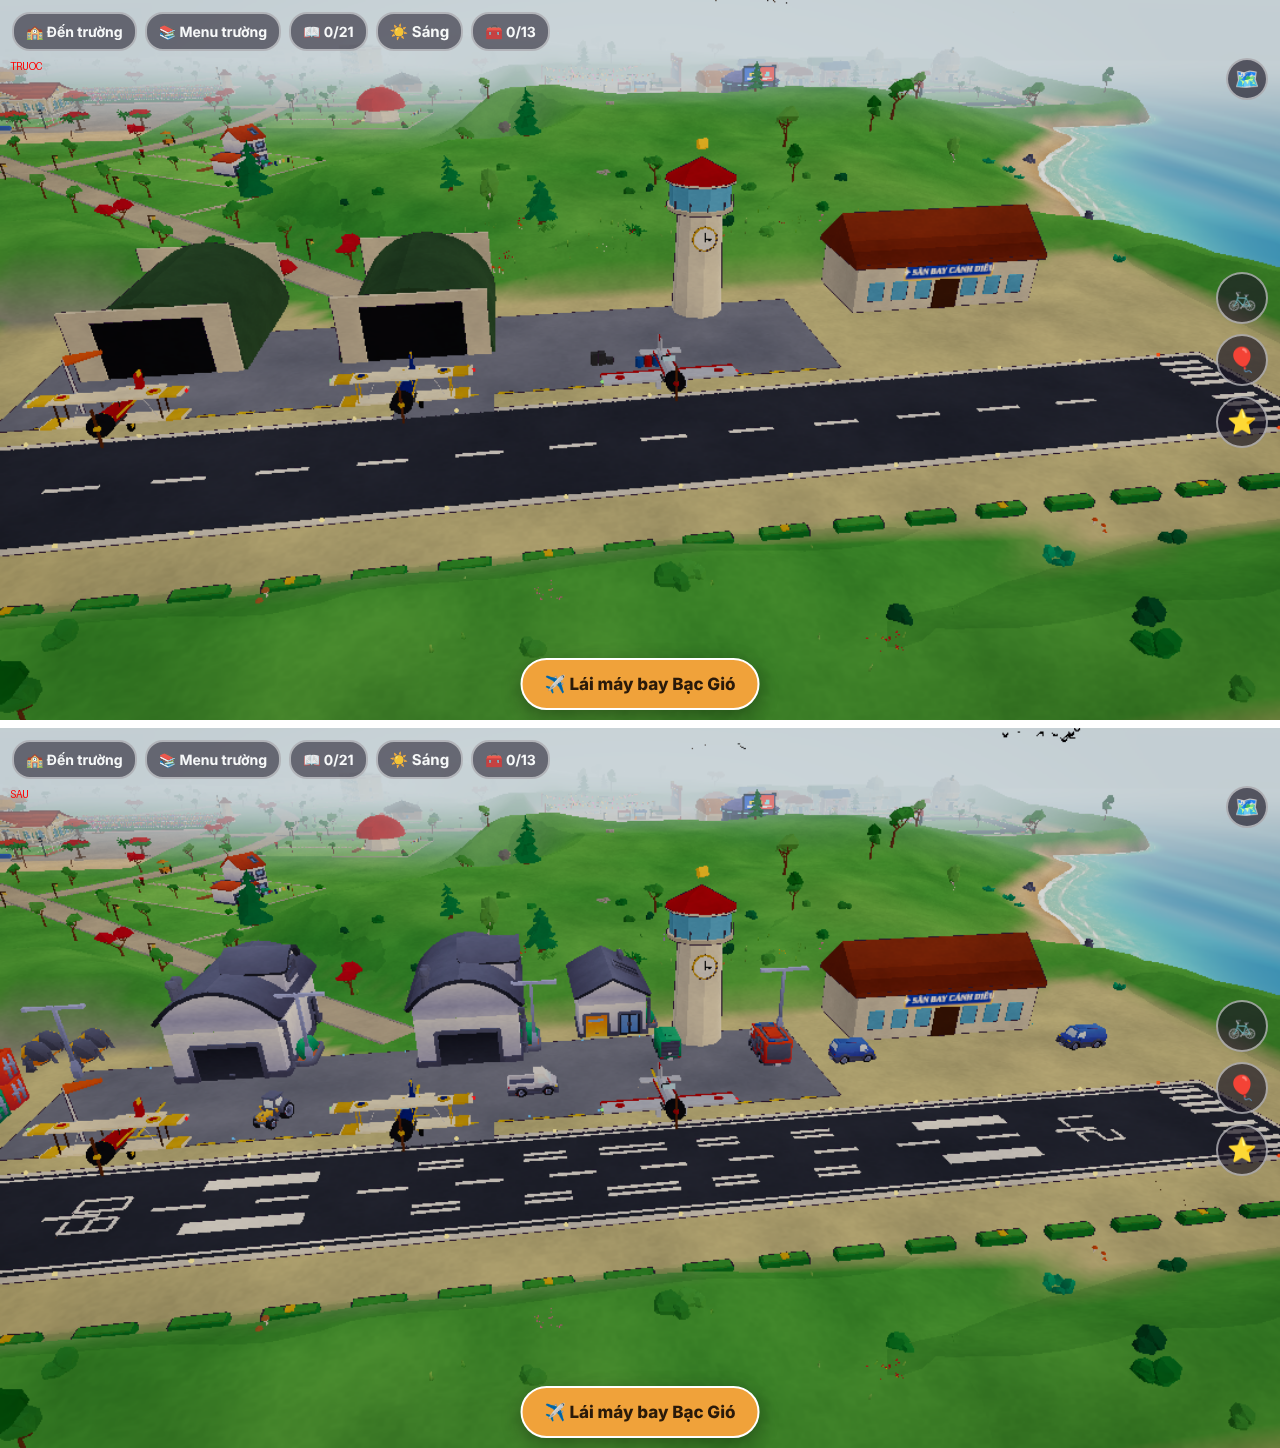 🏫 Đến trường
📚 Menu trường
📖 0/21
☀️ Sáng
🧰 0/13
TRUOC
SÂN BAY CÁNH DIỀU
✈️ Lái máy bay Bạc Gió
🏫 Đến trường
📚 Menu trường
📖 0/21
☀️ Sáng
🧰 0/13
SAU
SÂN BAY CÁNH DIỀU
✈️ Lái máy bay Bạc Gió